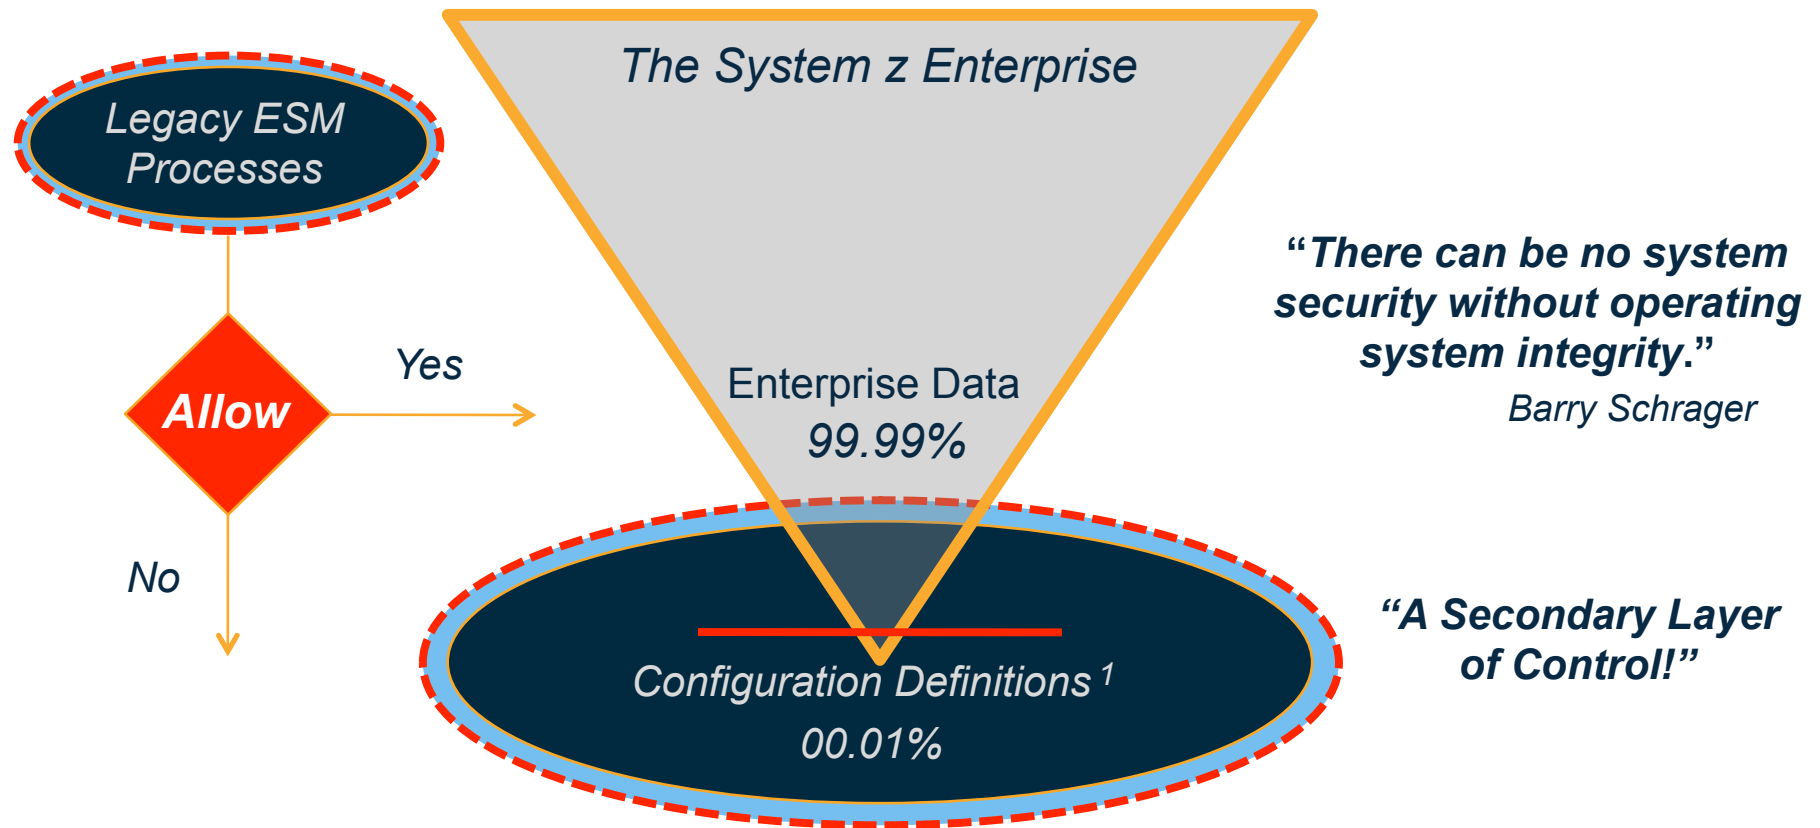 The System z Enterprise
Legacy ESM
Processes
Allow
Yes
No
Enterprise Data
99.99%
Configuration Definitions 1
00.01%
“There can be no system
security without operating
system integrity.”
Barry Schrager
“A Secondary Layer
of Control!”